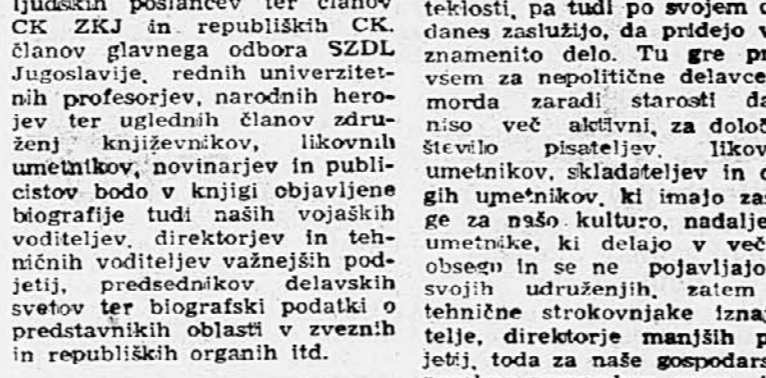 ljudskih poslancev ter članov
CK ZKJ in republiških CK.
članov glavnega odbora SZDL
Jugoslavije, rednih univerzitet-
nih profesorjev, narodnih hero-
jev ter uglednih članov zdru-
ženj književnikov, likovnih
umetnikov, novinarjev in publi-
cistov bodo v knjigi objavljene
biografije tudi naših vojaških
voditeljev, direktorjev in teh-
ničnih voditeljev važnejših pod-
jetij, predsednikov delavskih
svetov ter biografski podatki o
predstavnikih oblasti v zveznih
in republiških organih itd.
teklosti, pa tudi po svojem
danes zaslužijo, da pridejo v
znamenito delo. Tu gre
vsem za nepolitične delavce
morda zaradi starosti
niso več aktivni, za
število pisateljev,
umetnikov, skladateljev in
gih umetnikov, ki imajo
ge za našo kulturo,
umetnike, ki delajo v
obsegu in se ne pojavljajo
svojih udruženjih, zatem
tehnične strokovnjake
telje, direktorje manjših
jetij, toda za naše